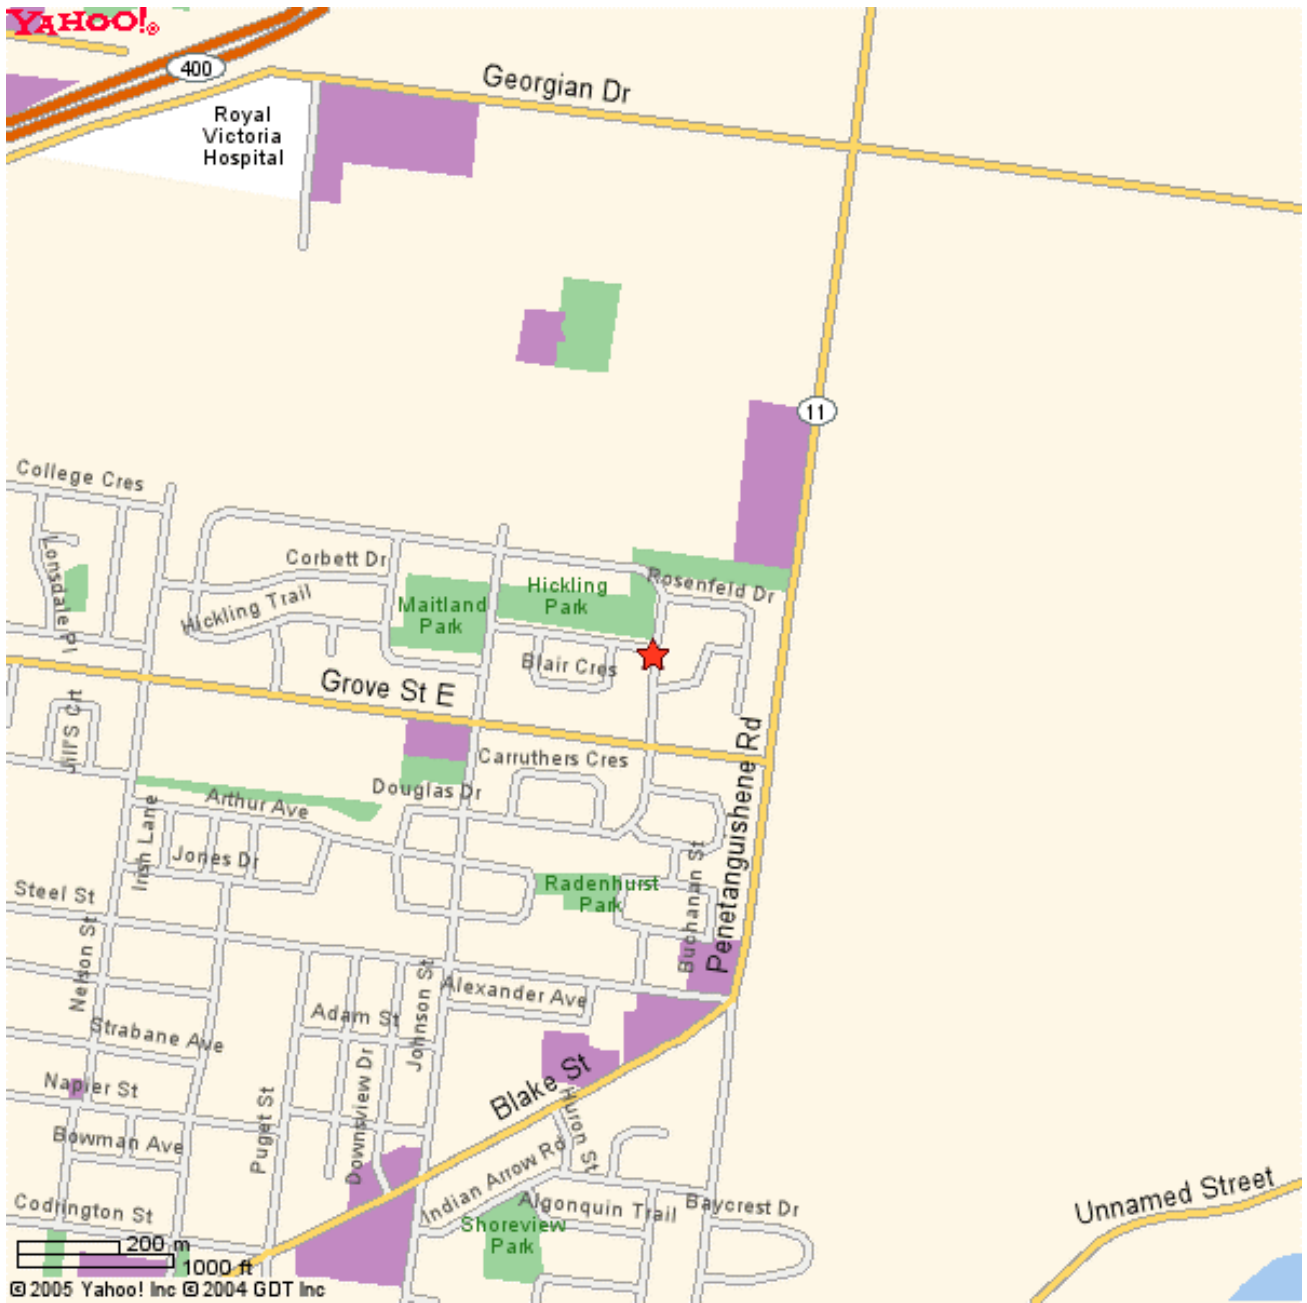 YAHOO!®
400
Georgian Dr
Royal
Victoria
Hospital
11
College Cres
Lonsdale Pl
Corbett Dr
Hickling
Park
Rosenfeld Dr
Maitland
Park
Hickling Trail
Blair Cres
Grove St E
Jill'S Crt
Carruthers Cres
Penetanguishene Rd
Douglas Dr
Arthur Ave
Irish Lane
Jones Dr
Steel St
Radenhurst
Park
Buchanan St
Nelson St
Johnson St
Alexander Ave
Adam St
Strabane Ave
Downsview Dr
Blake St
Napier St
Puget St
Huron St
Bowman Ave
Indian Arrow Rd
Codrington St
Algonquin Trail
Baycrest Dr
Unnamed Street
Shoreview
Park
200 m
1000 ft
© 2005 Yahoo! Inc © 2004 GDT Inc